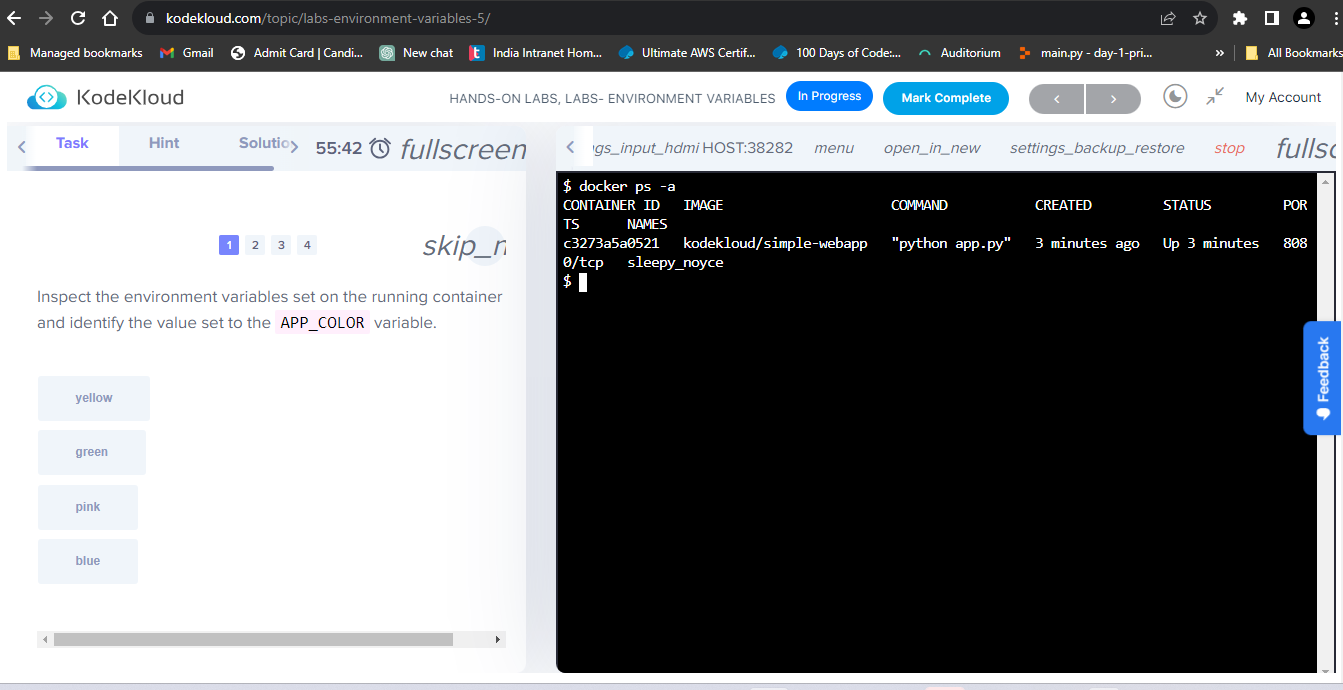 kodekloud.com/topic/labs-environment-variables-5/
Managed bookmarks Gmail Admit Card | Candi... New chat India Intranet Hom... Ultimate AWS Certif... 100 Days of Code:... Auditorium main.py - day-1-pri... » All Bookmarks
KodeKloud HANDS-ON LABS, LABS- ENVIRONMENT VARIABLES In Progress Mark Complete < > My Account
Task Hint Solutio 55:42 fullscreen
gs_input_hdmi HOST:38282 menu open_in_new settings_backup_restore stop fullsc
1 2 3 4 skip_n
Inspect the environment variables set on the running container
and identify the value set to the APP_COLOR variable.
yellow
green
pink
blue
$ docker ps -a
CONTAINER ID IMAGE COMMAND CREATED STATUS POR
TS NAMES
c3273a5a0521 kodekloud/simple-webapp "python app.py" 3 minutes ago Up 3 minutes 808
0/tcp sleepy_noyce
$
Feedback